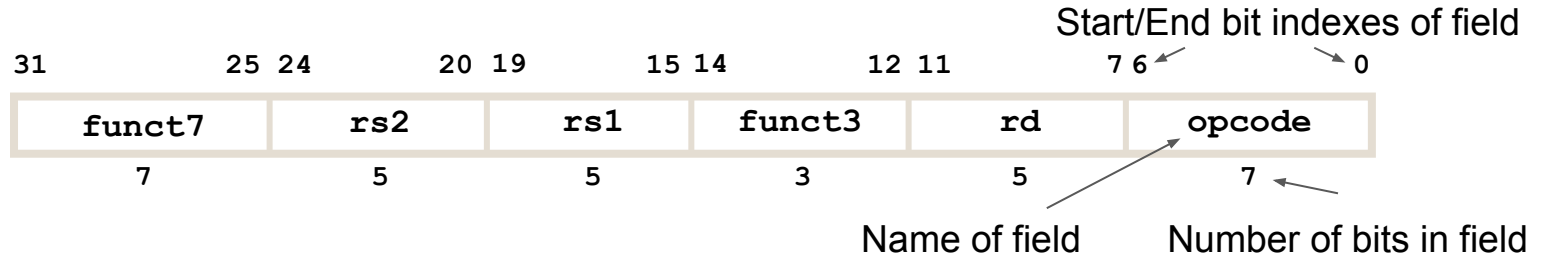 Start/End bit indexes of field
31 25 24 20 19 15 14 12 11 7 6 0
funct7 rs2 rs1 funct3 rd opcode
7 5 5 3 5 7
Name of field Number of bits in field